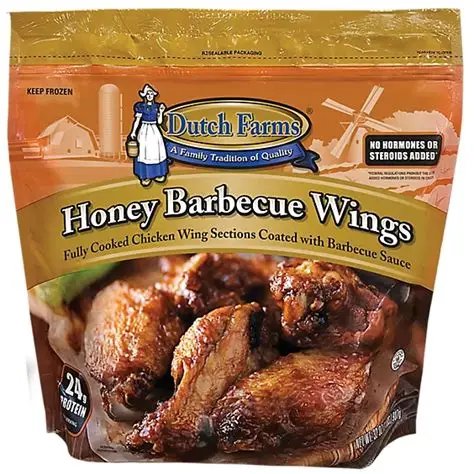 RESEALABLE PACKAGING
KEEP FROZEN
Dutch Farms®
A Family Tradition of Quality
NO HORMONES OR
STEROIDS ADDED*
Honey Barbecue Wings
Fully Cooked Chicken Wing Sections Coated with Barbecue Sauce
24g
PROTEIN